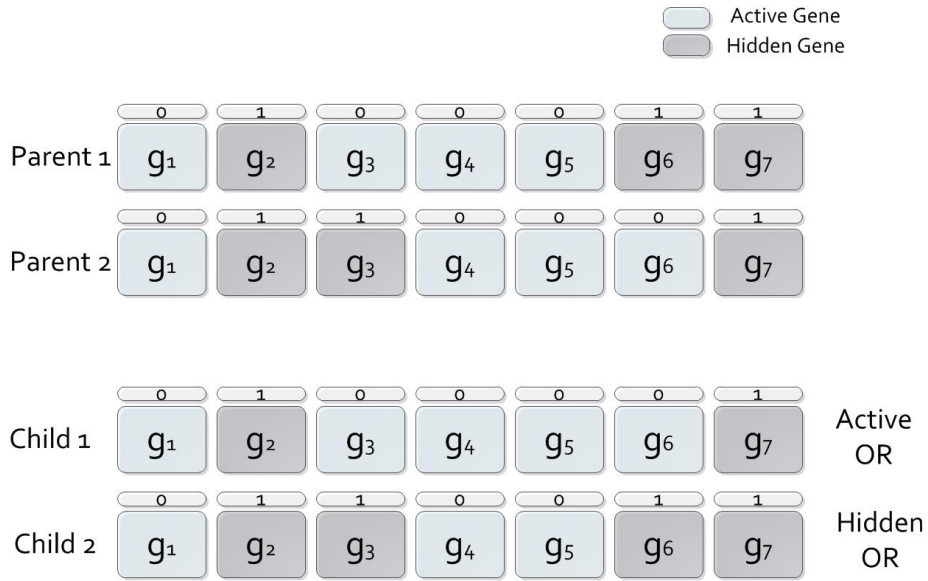 Active Gene
Hidden Gene
0 1 0 0 0 1 1
Parent 1 g1 g2 g3 g4 g5 g6 g7
0 1 1 0 0 0 1
Parent 2 g1 g2 g3 g4 g5 g6 g7
0 1 0 0 0 0 1
Child 1 g1 g2 g3 g4 g5 g6 g7 Active
OR
0 1 1 0 0 1 1
Child 2 g1 g2 g3 g4 g5 g6 g7 Hidden
OR